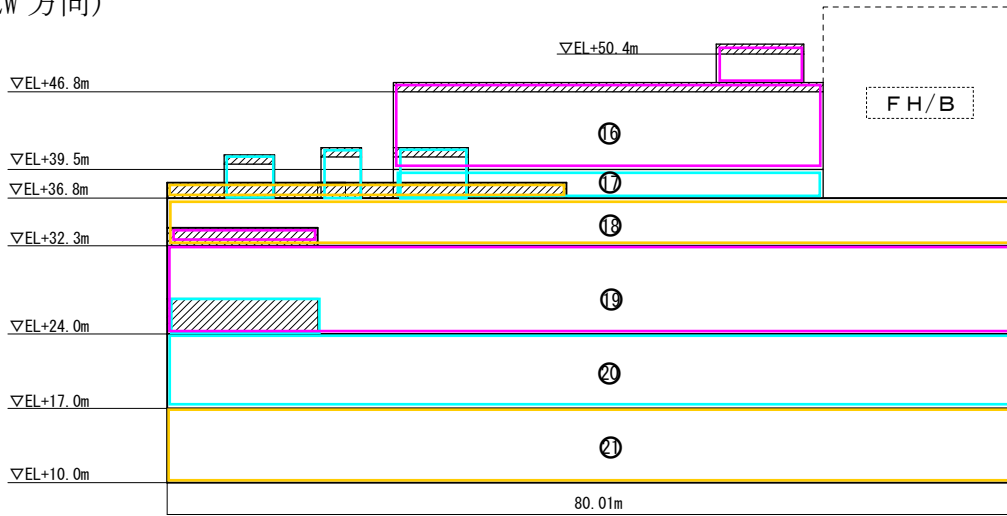 EW 方向)
▽EL+50.4m
▽EL+46.8m
FH/B
⑯
▽EL+39.5m
⑰
▽EL+36.8m
⑱
▽EL+32.3m
⑲
▽EL+24.0m
⑳
▽EL+17.0m
㉑
▽EL+10.0m
80.01m